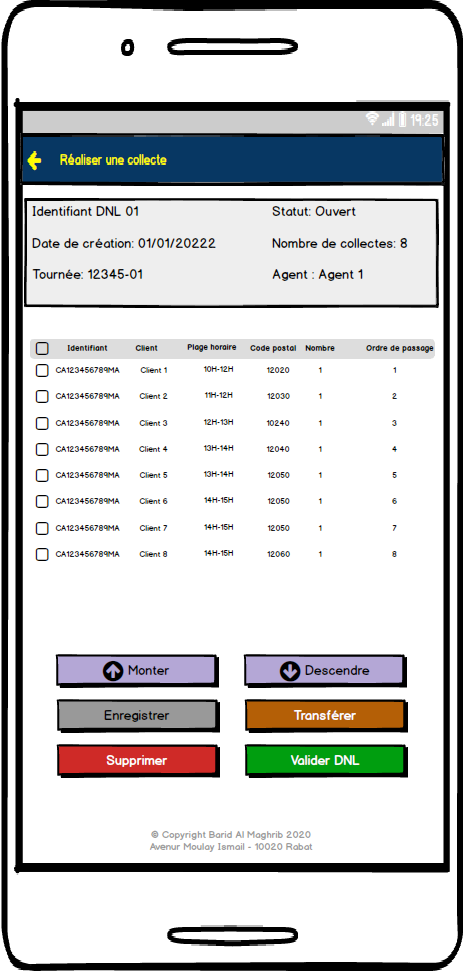 19:25
Réaliser une collecte
Identifiant DNL 01 Statut: Ouvert
Date de création: 01/01/20222 Nombre de collectes: 8
Tournée: 12345-01 Agent : Agent 1
Identifiant Client Plage horaire Code postal Nombre Ordre de passage
CA123456789MA Client 1 10H-12H 12020 1 1
CA123456789MA Client 2 11H-12H 12030 1 2
CA123456789MA Client 3 12H-13H 10240 1 3
CA123456789MA Client 4 13H-14H 12040 1 4
CA123456789MA Client 5 13H-14H 12050 1 5
CA123456789MA Client 6 14H-15H 12050 1 6
CA123456789MA Client 7 14H-15H 12050 1 7
CA123456789MA Client 8 14H-15H 12060 1 8
Monter Descendre
Enregistrer Transférer
Supprimer Valider DNL
© Copyright Barid Al Maghrib 2020
Avenur Moulay Ismail - 10020 Rabat